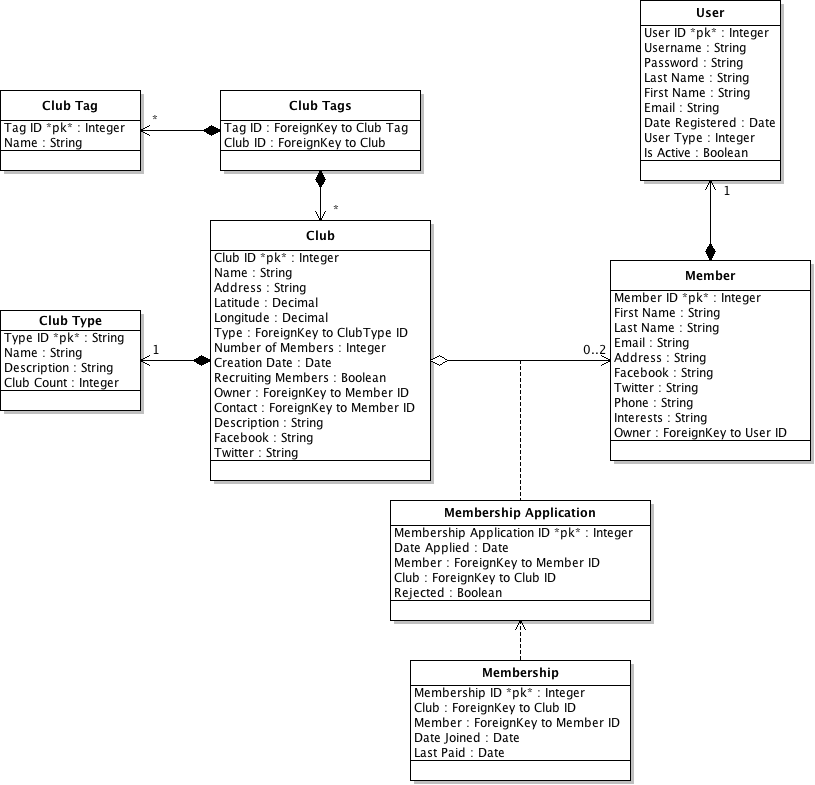 User
User ID *pk* : Integer
Username : String
Password : String
Last Name : String
First Name : String
Email : String
Date Registered : Date
User Type : Integer
Is Active : Boolean
Club Tag
Tag ID *pk* : Integer
Name : String
*
Club Tags
Tag ID : ForeignKey to Club Tag
Club ID : ForeignKey to Club
*
1
Club
Club ID *pk* : Integer
Name : String
Address : String
Latitude : Decimal
Longitude : Decimal
Type : ForeignKey to ClubType ID
Number of Members : Integer
Creation Date : Date
Recruiting Members : Boolean
Owner : ForeignKey to Member ID
Contact : ForeignKey to Member ID
Description : String
Facebook : String
Twitter : String
Club Type
Type ID *pk* : String
Name : String
Description : String
Club Count : Integer
1
0..2
Member
Member ID *pk* : Integer
First Name : String
Last Name : String
Email : String
Address : String
Facebook : String
Twitter : String
Phone : String
Interests : String
Owner : ForeignKey to User ID
Membership Application
Membership Application ID *pk* : Integer
Date Applied : Date
Member : ForeignKey to Member ID
Club : ForeignKey to Club ID
Rejected : Boolean
Membership
Membership ID *pk* : Integer
Club : ForeignKey to Club ID
Member : ForeignKey to Member ID
Date Joined : Date
Last Paid : Date